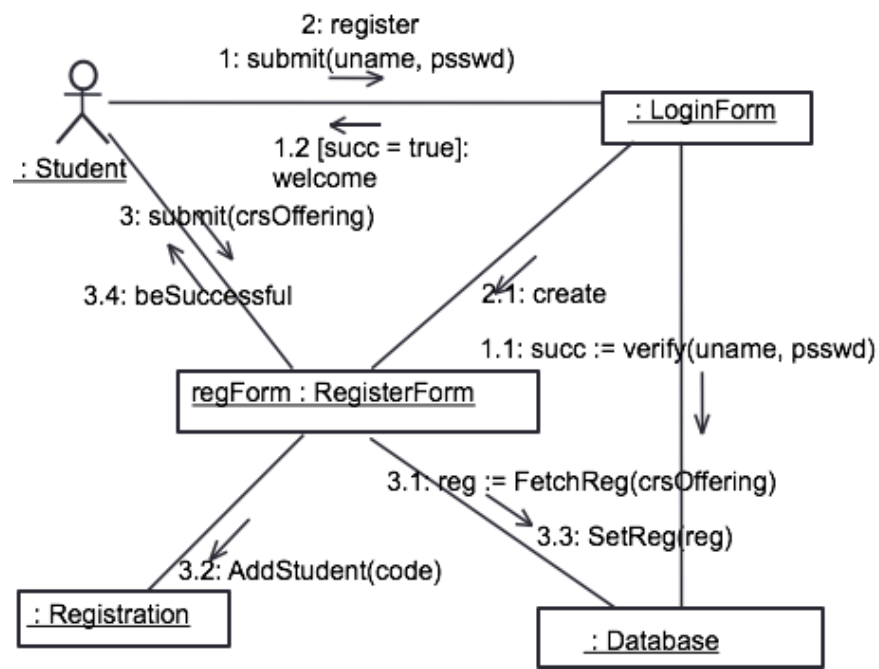 2: register
1: submit(uname, psswd)
: LoginForm
1.2 [succ = true]:
welcome
: Student
3: submit(crsOffering)
3.4: beSuccessful
2.1: create
1.1: succ := verify(uname, psswd)
regForm : RegisterForm
3.1: reg := FetchReg(crsOffering)
3.3: SetReg(reg)
3.2: AddStudent(code)
: Registration
: Database